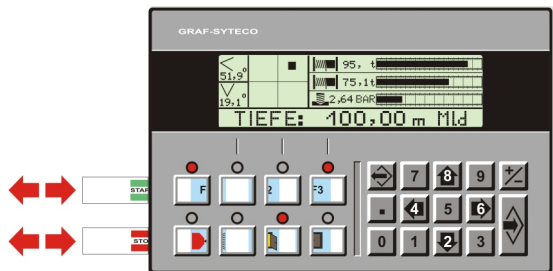 GRAF-SYTECO
95, t
51,9°
75,1t
19,1°
2,64 BAR
TIEFE: 100,00 m Mld
7 8 9 +/-
F 2 F3
. 4 5 6
0 1 2 3